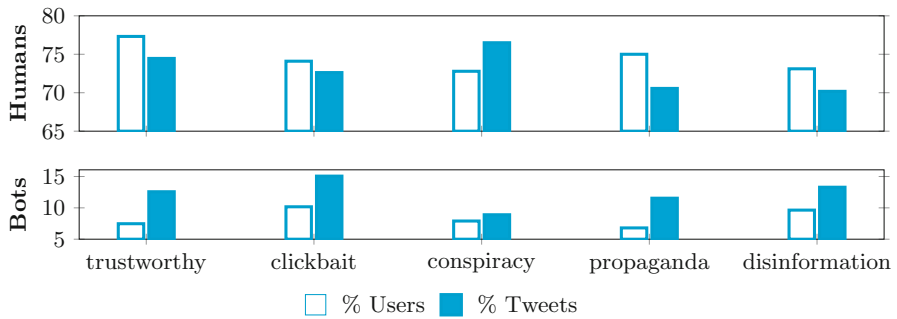 Humans
80
75
70
65
Bots
15
10
5
trustworthy clickbait conspiracy propaganda disinformation
% Users % Tweets